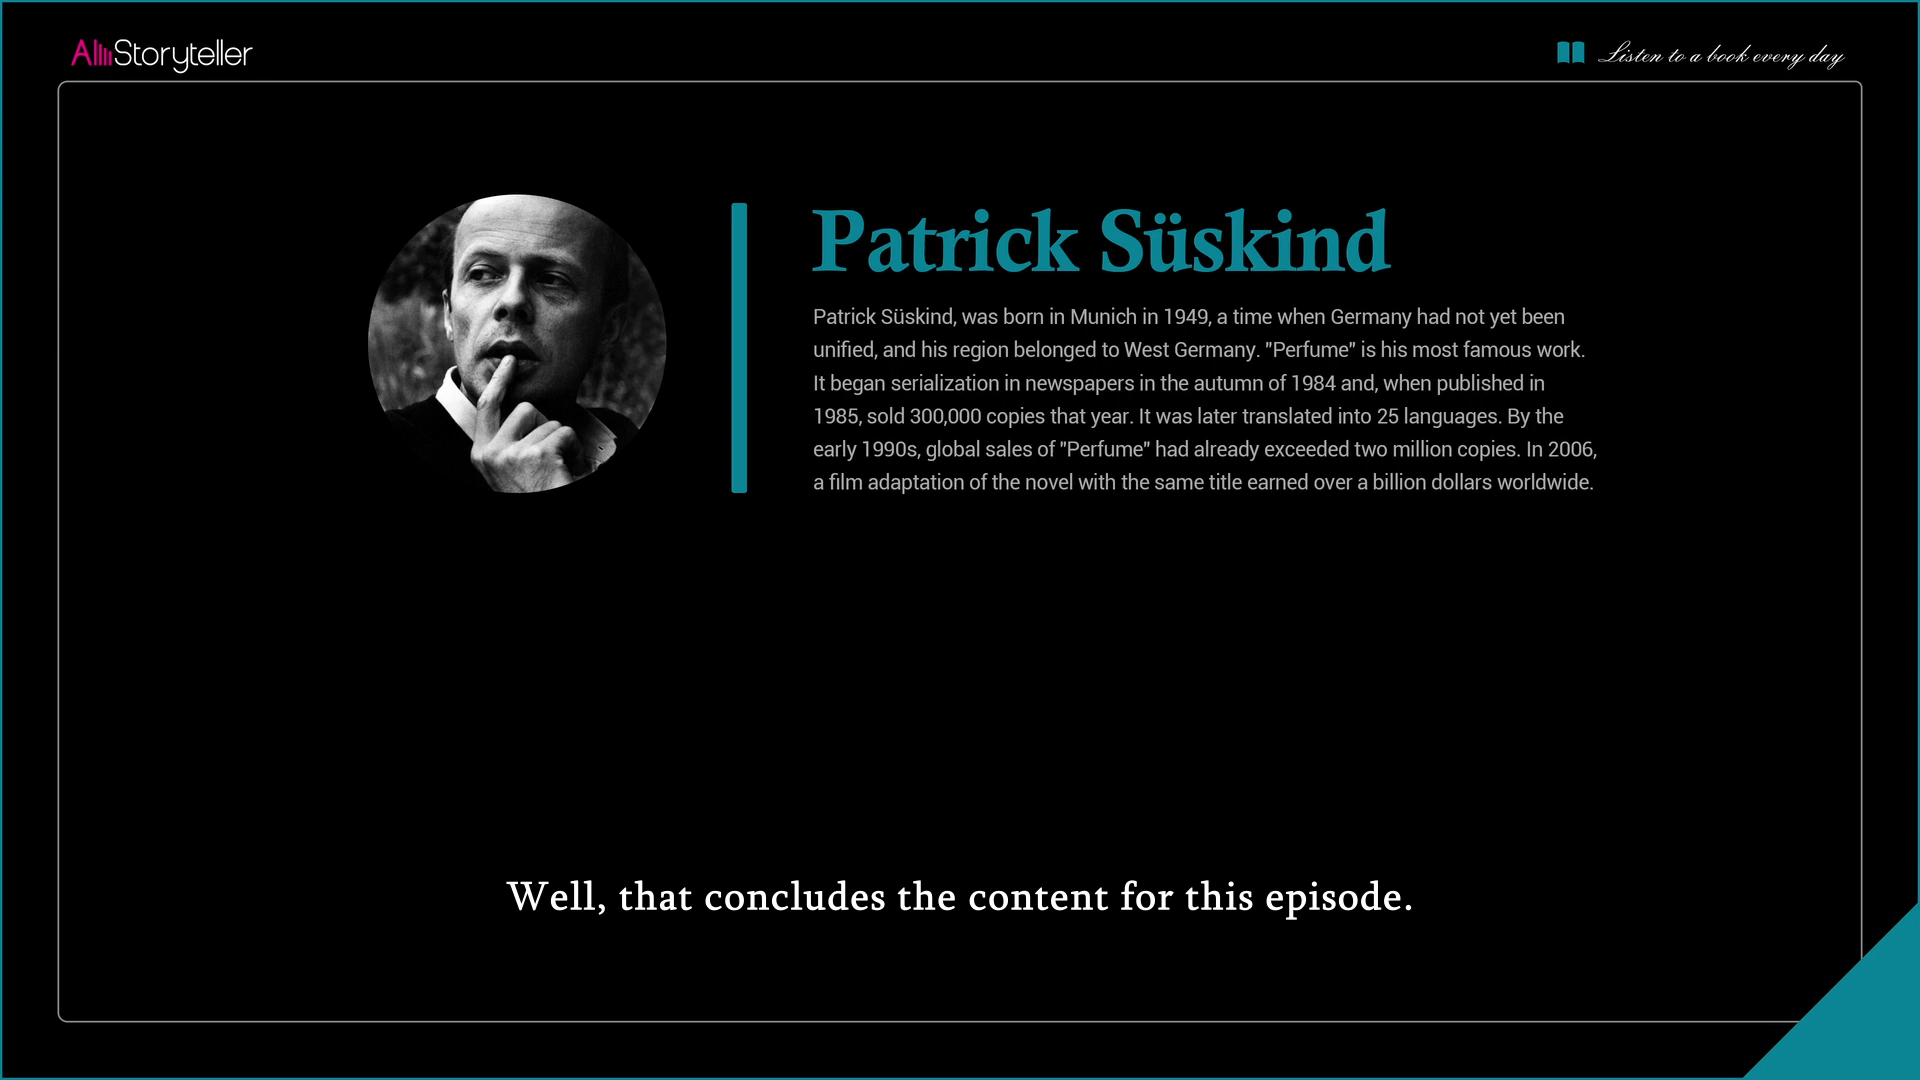 AllStoryteller
Listen to a book every day
Patrick Süskind
Patrick Süskind, was born in Munich in 1949, a time when Germany had not yet been
unified, and his region belonged to West Germany. "Perfume" is his most famous work.
It began serialization in newspapers in the autumn of 1984 and, when published in
1985, sold 300,000 copies that year. It was later translated into 25 languages. By the
early 1990s, global sales of "Perfume" had already exceeded two million copies. In 2006,
a film adaptation of the novel with the same title earned over a billion dollars worldwide.
Well, that concludes the content for this episode.